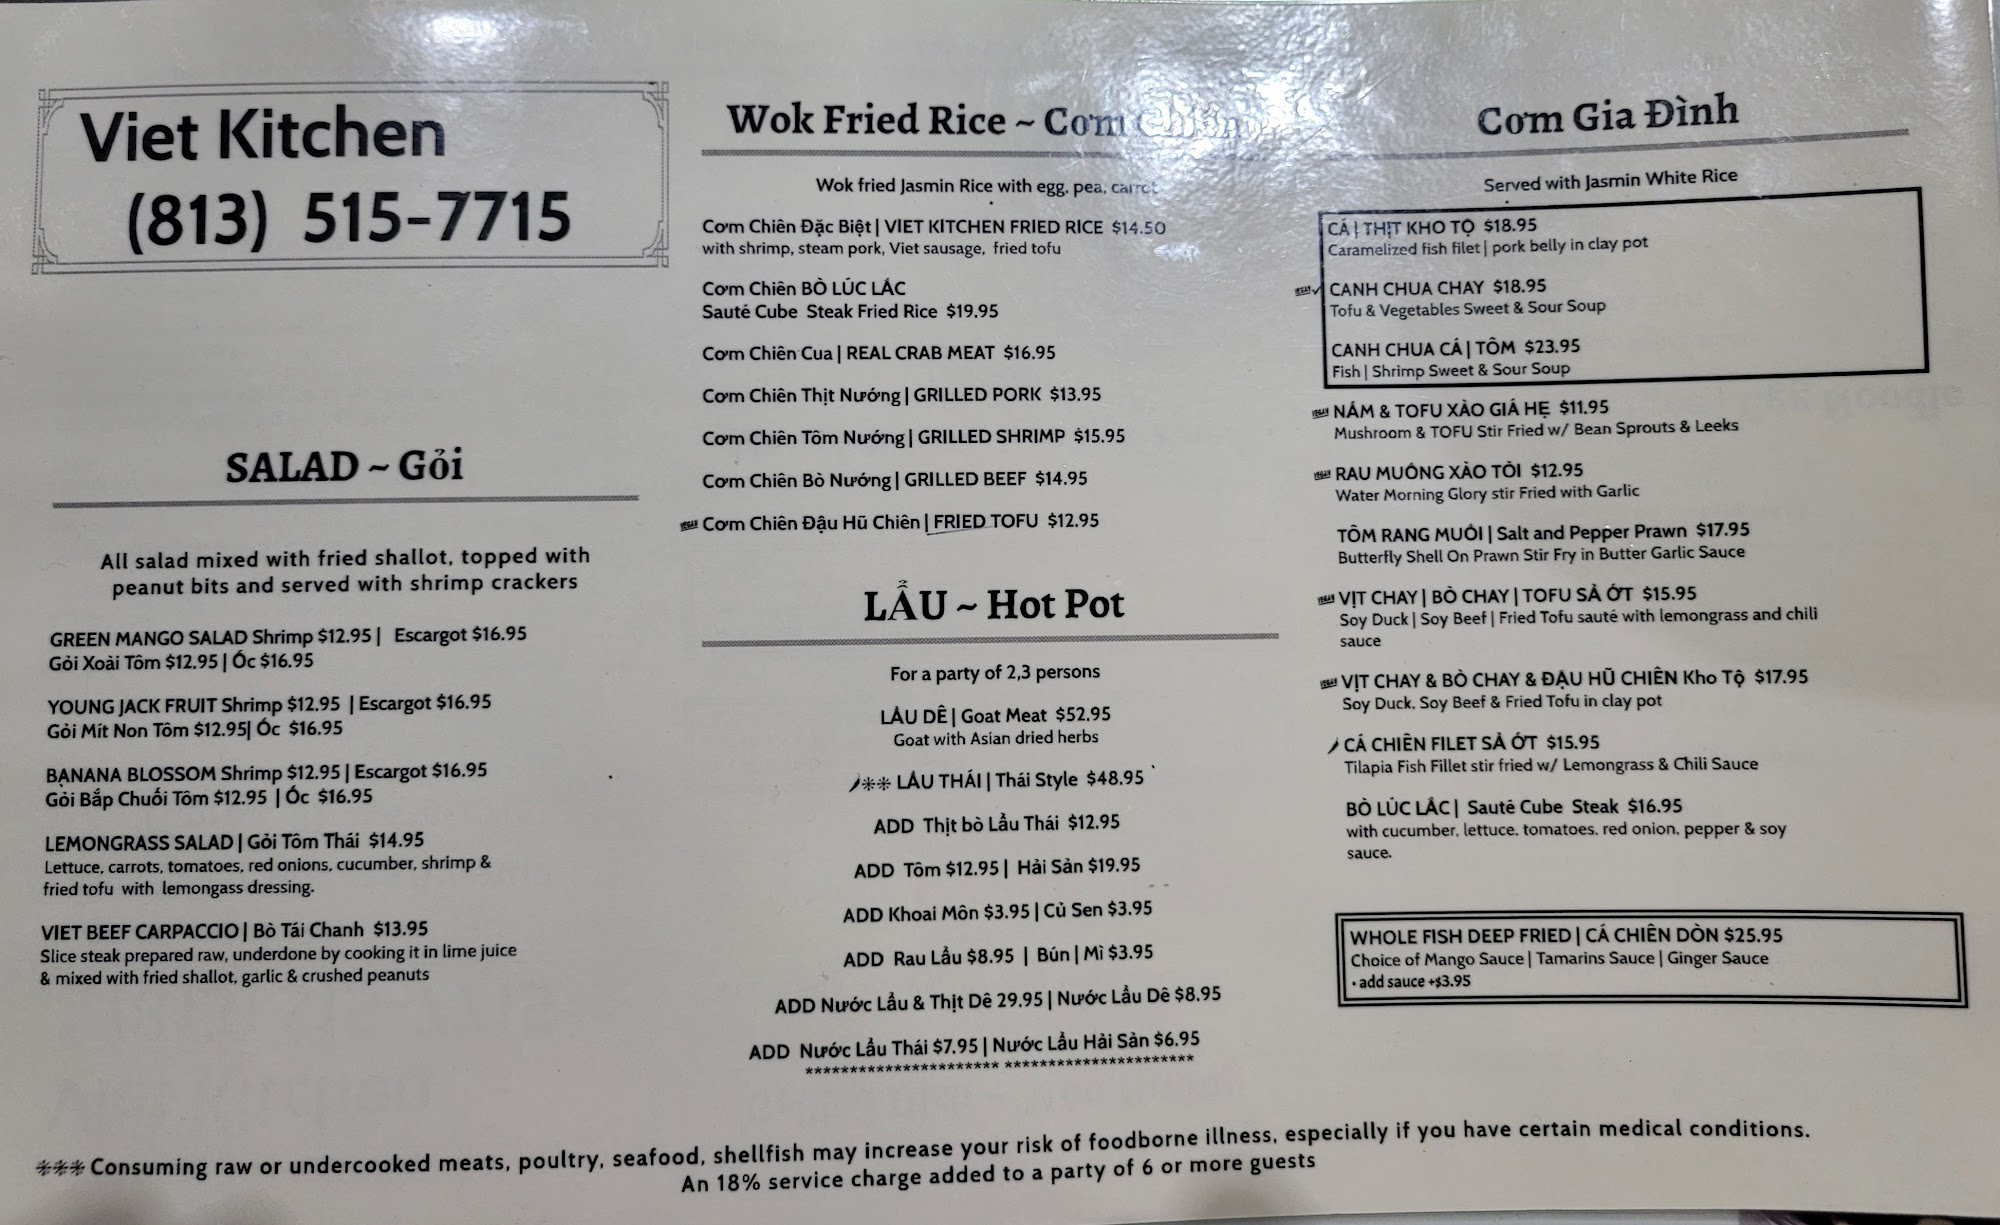 Viet Kitchen
(813) 515-7715
SALAD ~ Gỏi
All salad mixed with fried shallot, topped with
peanut bits and served with shrimp crackers
GREEN MANGO SALAD Shrimp $12.95 | Escargot $16.95
Gỏi Xoài Tôm $12.95 | Ốc $16.95
YOUNG JACK FRUIT Shrimp $12.95 | Escargot $16.95
Gỏi Mít Non Tôm $12.95| Ốc $16.95
BANANA BLOSSOM Shrimp $12.95 | Escargot $16.95
Gỏi Bắp Chuối Tôm $12.95 | Ốc $16.95
LEMONGRASS SALAD | Gỏi Tôm Thái $14.95
Lettuce, carrots, tomatoes, red onions, cucumber, shrimp &
fried tofu with lemongass dressing.
VIET BEEF CARPACCIO | Bò Tái Chanh $13.95
Slice steak prepared raw, underdone by cooking it in lime juice
& mixed with fried shallot, garlic & crushed peanuts
Wok Fried Rice ~ Cơm Chiên
Wok fried Jasmin Rice with egg, pea, carrot
Cơm Chiên Đặc Biệt | VIET KITCHEN FRIED RICE $14.50
with shrimp, steam pork, Viet sausage, fried tofu
Cơm Chiên BÒ LÚC LẮC
Sauté Cube Steak Fried Rice $19.95
Cơm Chiên Cua | REAL CRAB MEAT $16.95
Cơm Chiên Thịt Nướng | GRILLED PORK $13.95
Cơm Chiên Tôm Nướng | GRILLED SHRIMP $15.95
Cơm Chiên Bò Nướng | GRILLED BEEF $14.95
VEGAN Cơm Chiên Đậu Hũ Chiên | FRIED TOFU $12.95
LẨU ~ Hot Pot
For a party of 2,3 persons
LẨU DÊ | Goat Meat $52.95
Goat with Asian dried herbs
** LẨU THÁI | Thái Style $48.95
ADD Thịt bò Lẩu Thái $12.95
ADD Tôm $12.95 | Hải Sản $19.95
ADD Khoai Môn $3.95 | Củ Sen $3.95
ADD Rau Lẩu $8.95 | Bún | Mì $3.95
ADD Nước Lẩu & Thịt Dê 29.95 | Nước Lẩu Dê $8.95
ADD Nước Lẩu Thái $7.95 | Nước Lẩu Hải Sản $6.95
********************** **********************
Cơm Gia Đình
Served with Jasmin White Rice
CÁ | THỊT KHO TỘ $18.95
Caramelized fish filet | pork belly in clay pot
VEGAN CANH CHUA CHAY $18.95
Tofu & Vegetables Sweet & Sour Soup
CANH CHUA CÁ | TÔM $23.95
Fish | Shrimp Sweet & Sour Soup
VEGAN NẤM & TOFU XÀO GIÁ HẸ $11.95
Mushroom & TOFU Stir Fried w/ Bean Sprouts & Leeks
VEGAN RAU MUỐNG XÀO TỎI $12.95
Water Morning Glory stir Fried with Garlic
TÔM RANG MUỐI | Salt and Pepper Prawn $17.95
Butterfly Shell On Prawn Stir Fry in Butter Garlic Sauce
VEGAN VỊT CHAY | BÒ CHAY | TOFU SẢ ỚT $15.95
Soy Duck | Soy Beef | Fried Tofu sauté with lemongrass and chili
sauce
VEGAN VỊT CHAY & BÒ CHAY & ĐẬU HŨ CHIÊN Kho Tộ $17.95
Soy Duck. Soy Beef & Fried Tofu in clay pot
CÁ CHIÊN FILET SẢ ỚT $15.95
Tilapia Fish Fillet stir fried w/ Lemongrass & Chili Sauce
BÒ LÚC LẮC | Sauté Cube Steak $16.95
with cucumber, lettuce, tomatoes, red onion, pepper & soy
sauce.
WHOLE FISH DEEP FRIED | CÁ CHIÊN DÒN $25.95
Choice of Mango Sauce | Tamarins Sauce | Ginger Sauce
• add sauce +$3.95
*** Consuming raw or undercooked meats, poultry, seafood, shellfish may increase your risk of foodborne illness, especially if you have certain medical conditions.
An 18% service charge added to a party of 6 or more guests